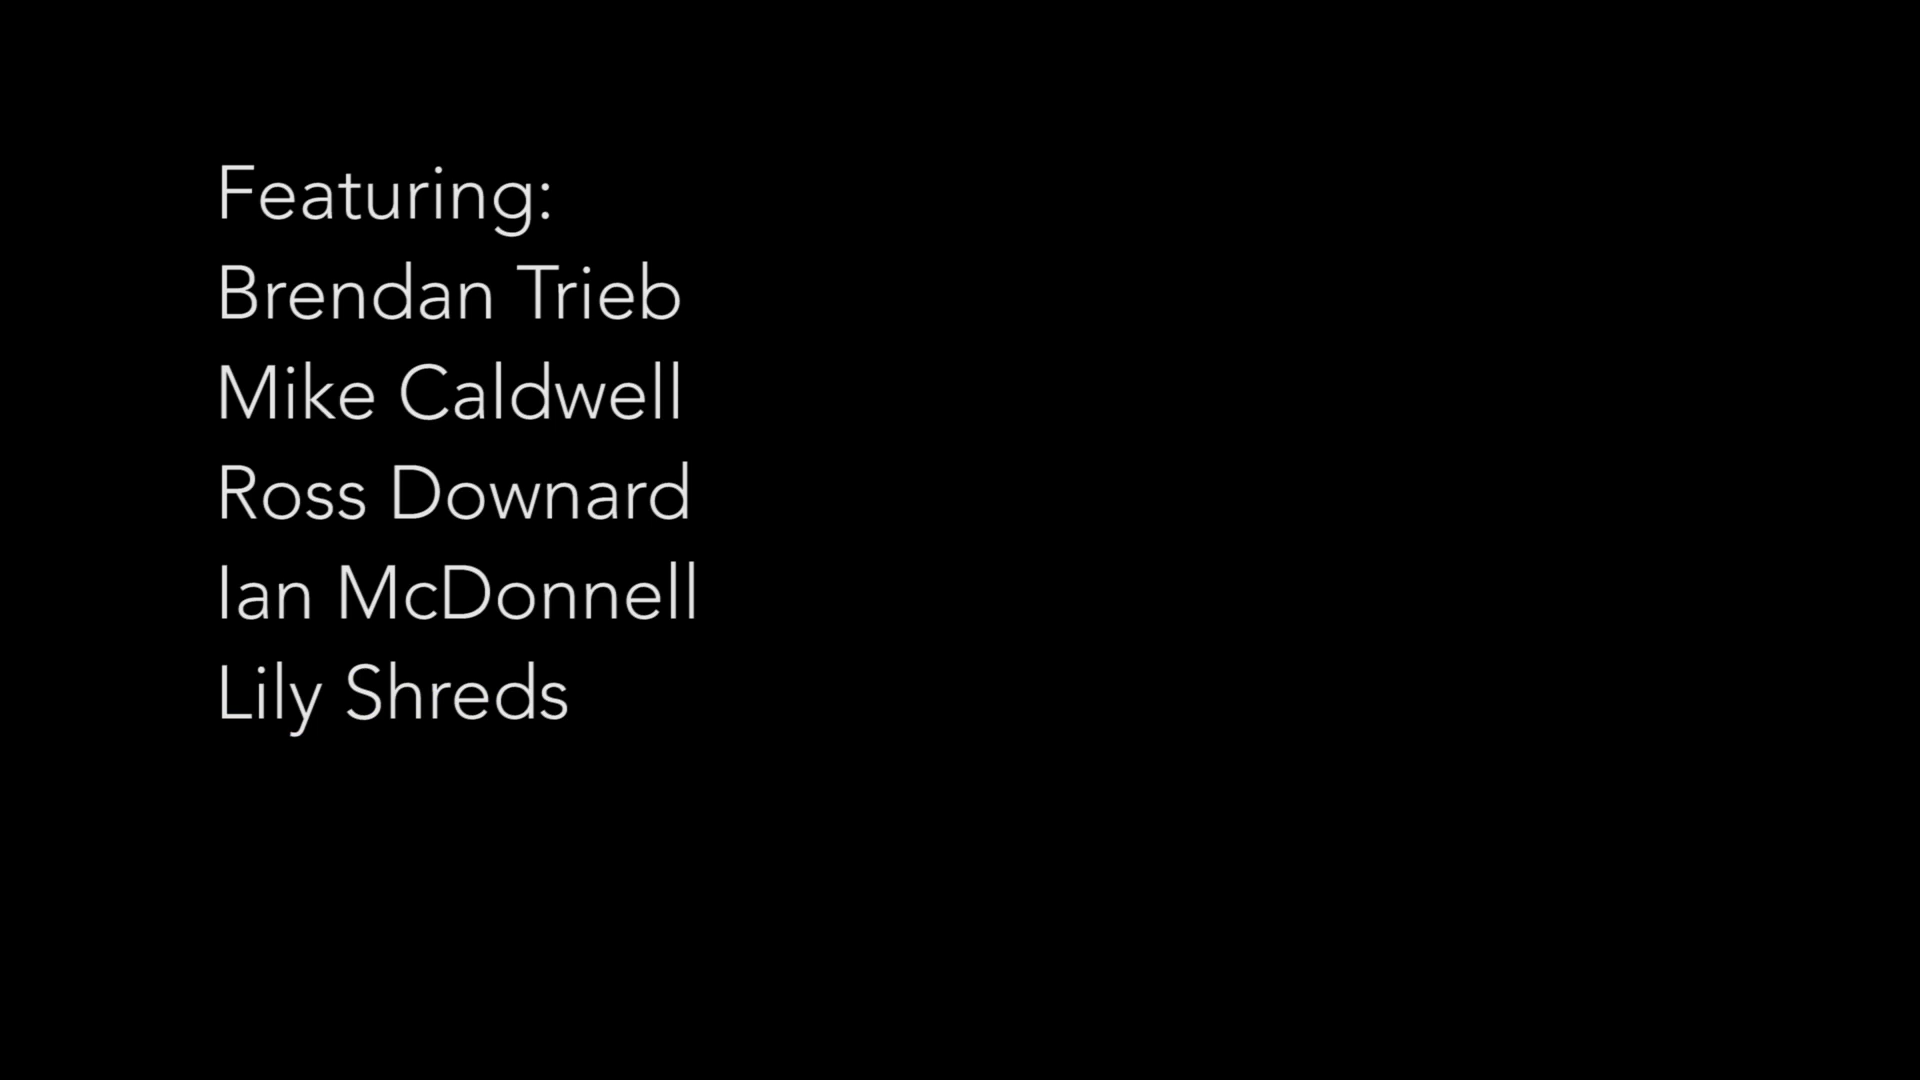 Featuring:
Brendan Trieb
Mike Caldwell
Ross Downard
Ian McDonnell
Lily Shreds